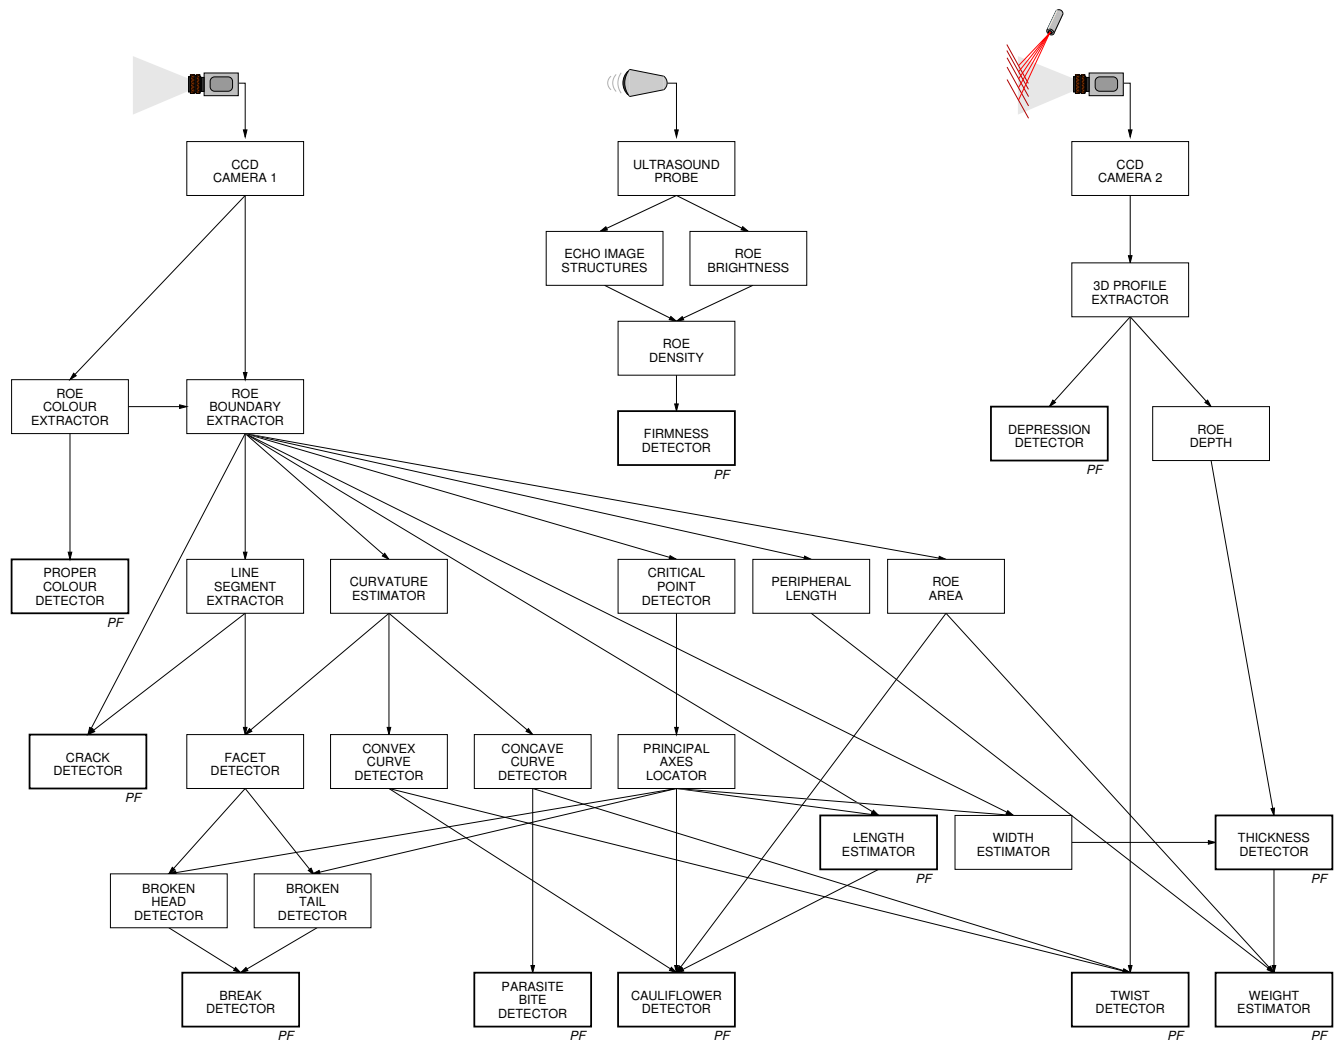 CCD
CAMERA 1
ULTRASOUND
PROBE
CCD
CAMERA 2
ECHO IMAGE
STRUCTURES
ROE
BRIGHTNESS
3D PROFILE
EXTRACTOR
ROE
DENSITY
ROE
COLOUR
EXTRACTOR
ROE
BOUNDARY
EXTRACTOR
FIRMNESS
DETECTOR
PF
DEPRESSION
DETECTOR
PF
ROE
DEPTH
PROPER
COLOUR
DETECTOR
PF
LINE
SEGMENT
EXTRACTOR
CURVATURE
ESTIMATOR
CRITICAL
POINT
DETECTOR
PERIPHERAL
LENGTH
ROE
AREA
CRACK
DETECTOR
PF
FACET
DETECTOR
CONVEX
CURVE
DETECTOR
CONCAVE
CURVE
DETECTOR
PRINCIPAL
AXES
LOCATOR
LENGTH
ESTIMATOR
PF
WIDTH
ESTIMATOR
THICKNESS
DETECTOR
PF
BROKEN
HEAD
DETECTOR
BROKEN
TAIL
DETECTOR
BREAK
DETECTOR
PF
PARASITE
BITE
DETECTOR
PF
CAULIFLOWER
DETECTOR
PF
TWIST
DETECTOR
PF
WEIGHT
ESTIMATOR
PF